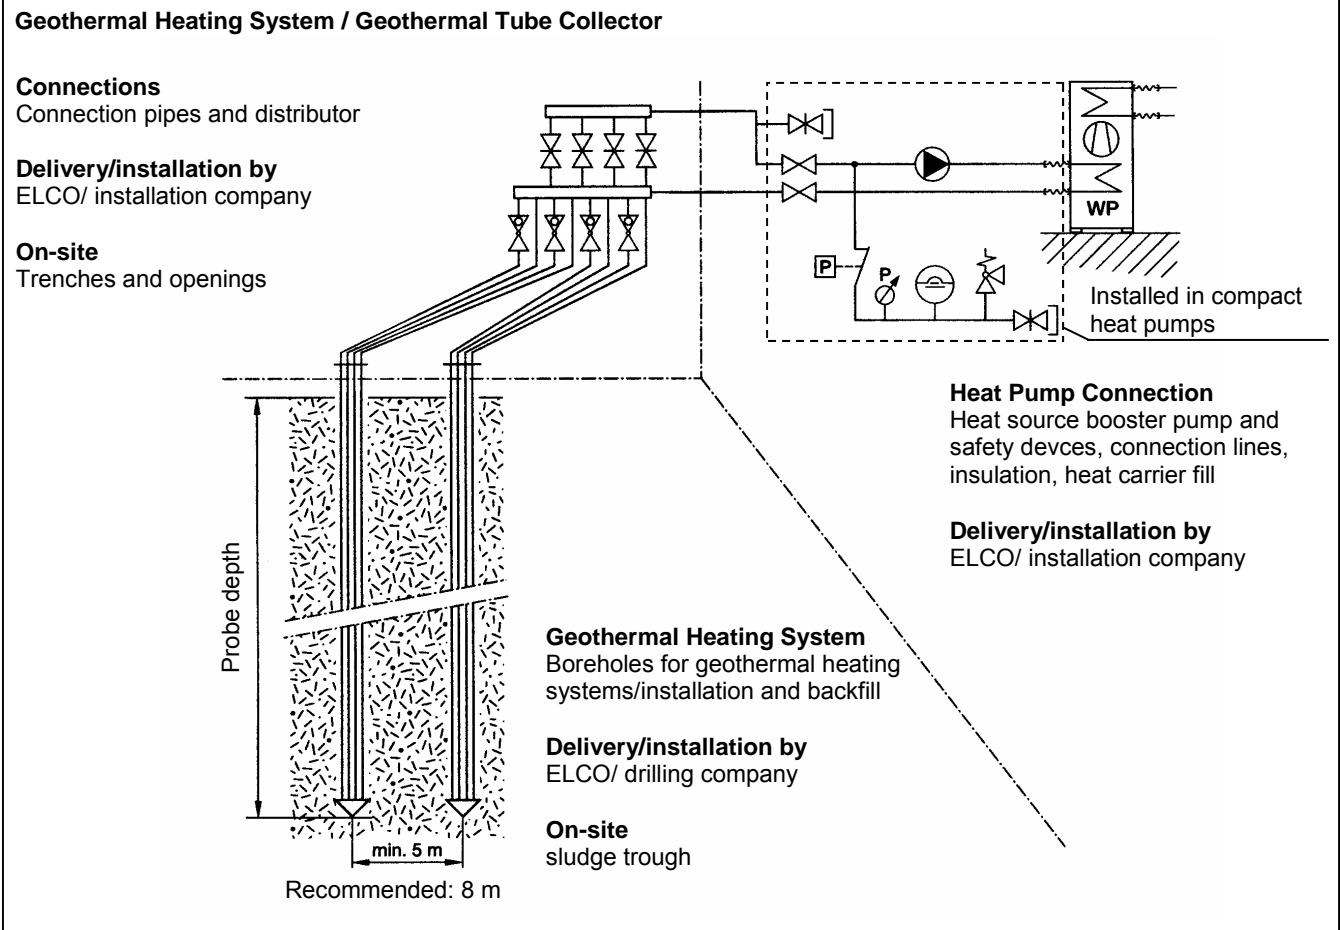 Geothermal Heating System / Geothermal Tube Collector
Connections
Connection pipes and distributor
Delivery/installation by
ELCO/ installation company
On-site
Trenches and openings
WP
P
P
Installed in compact
heat pumps
Heat Pump Connection
Heat source booster pump and
safety devces, connection lines,
insulation, heat carrier fill
Delivery/installation by
ELCO/ installation company
Probe depth
Geothermal Heating System
Boreholes for geothermal heating
systems/installation and backfill
Delivery/installation by
ELCO/ drilling company
On-site
sludge trough
min. 5 m
Recommended: 8 m